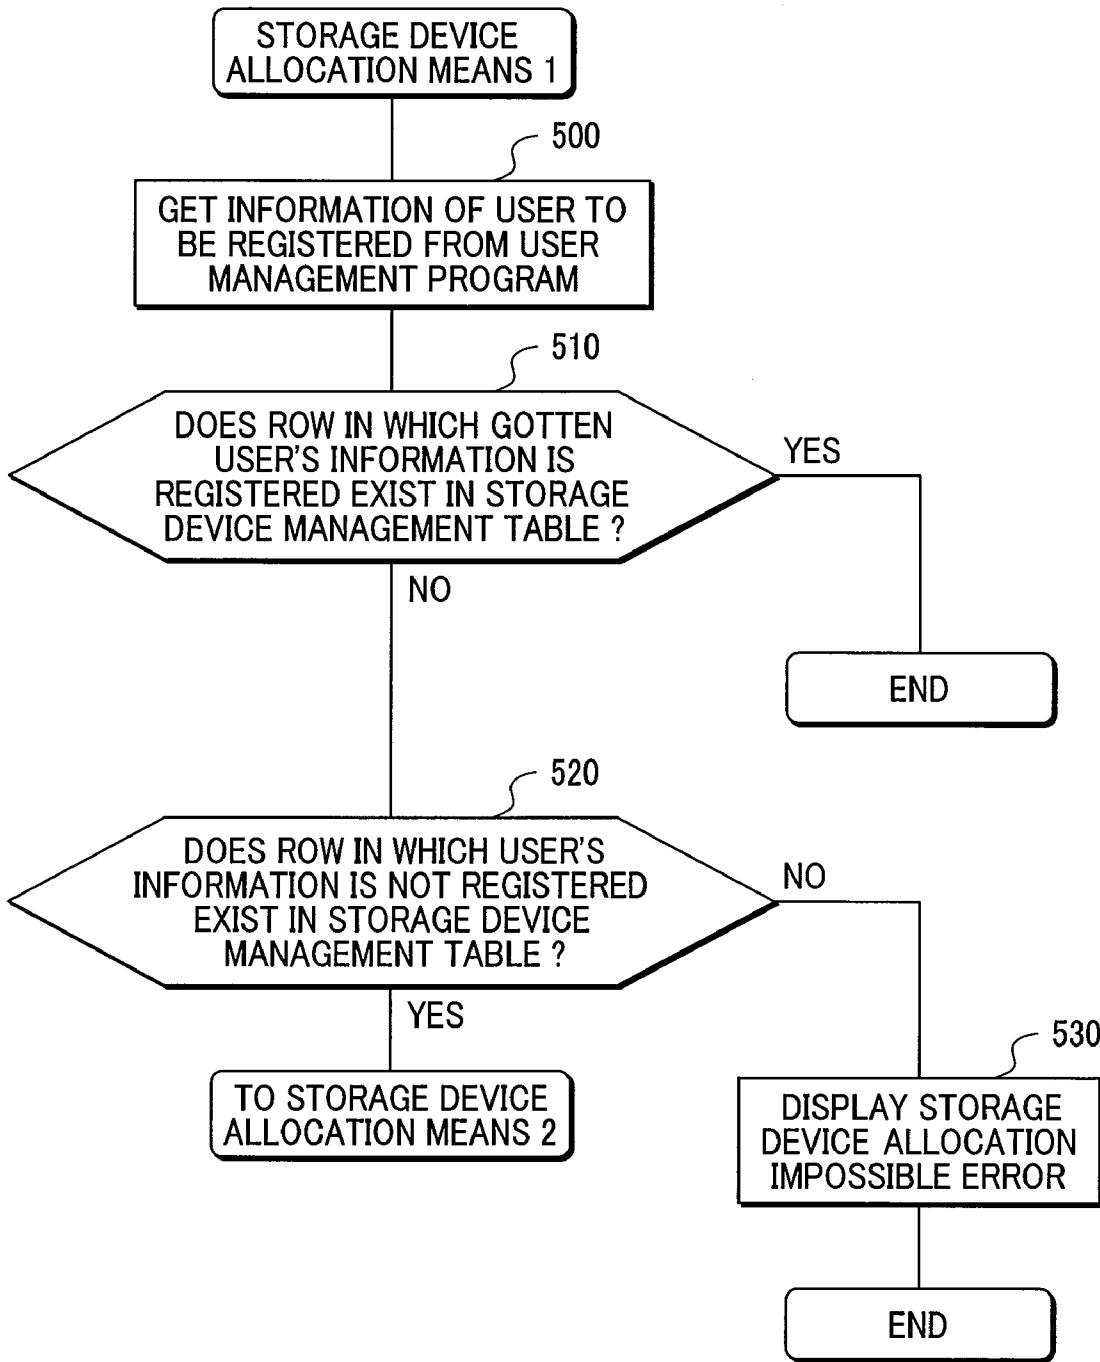 STORAGE DEVICE
ALLOCATION MEANS 1
500
GET INFORMATION OF USER TO
BE REGISTERED FROM USER
MANAGEMENT PROGRAM
510
DOES ROW IN WHICH GOTTEN
USER'S INFORMATION IS
REGISTERED EXIST IN STORAGE
DEVICE MANAGEMENT TABLE ?
YES
NO
END
520
DOES ROW IN WHICH USER'S
INFORMATION IS NOT REGISTERED
EXIST IN STORAGE DEVICE
MANAGEMENT TABLE ?
NO
YES
TO STORAGE DEVICE
ALLOCATION MEANS 2
530
DISPLAY STORAGE
DEVICE ALLOCATION
IMPOSSIBLE ERROR
END